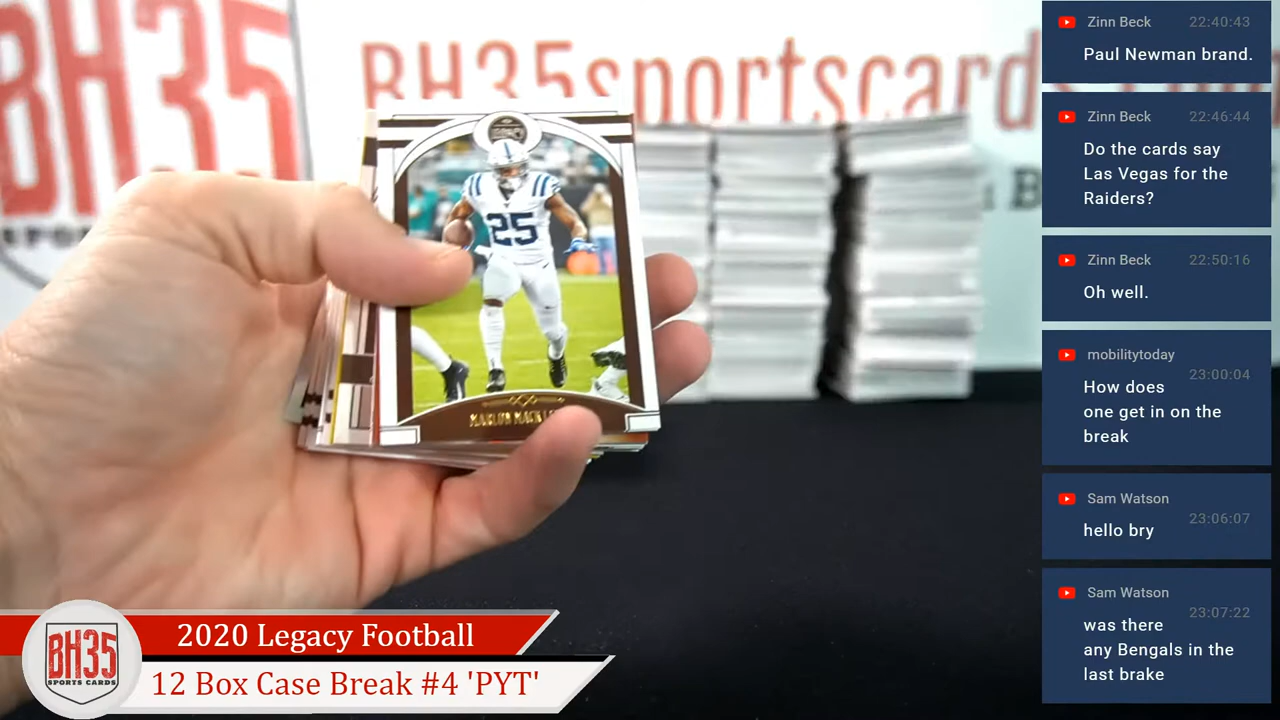 BH35
SPOR
BH35sportscards
LEGACY
25
MARLON MACK
2020 Legacy Football
12 Box Case Break #4 'PYT'
BH35
SPORTS CARDS
Zinn Beck 22:40:43
Paul Newman brand.
Zinn Beck 22:46:44
Do the cards say
Las Vegas for the
Raiders?
Zinn Beck 22:50:16
Oh well.
mobilitytoday
23:00:04
How does
one get in on the
break
Sam Watson
23:06:07
hello bry
Sam Watson
23:07:22
was there
any Bengals in the
last brake